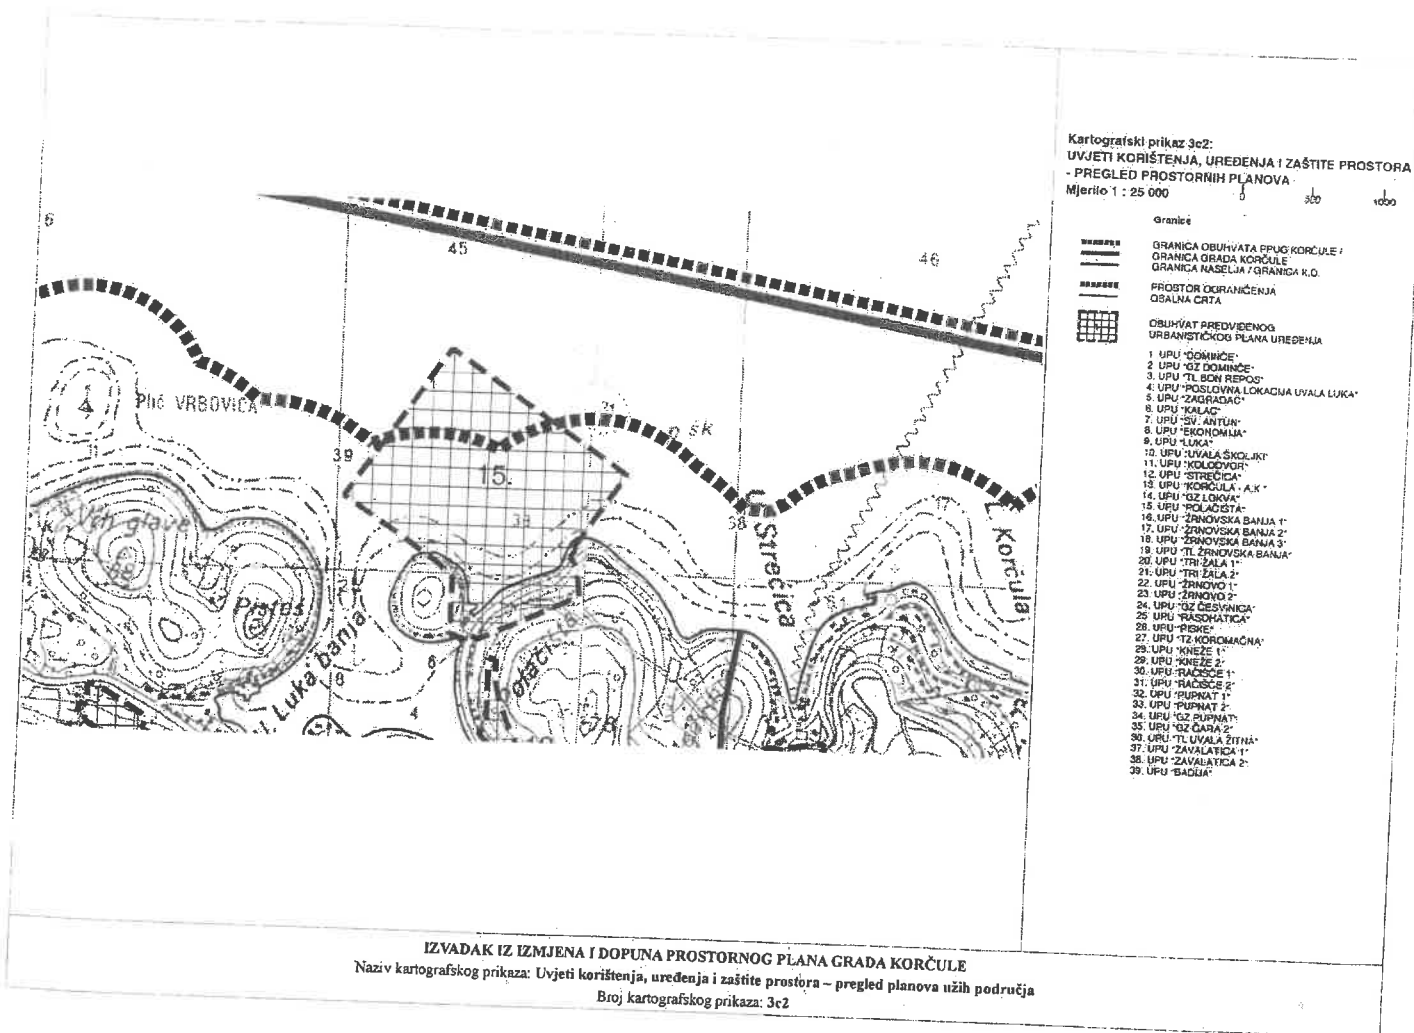 Kartografski prikaz 3c2:
UVJETI KORIŠTENJA, UREĐENJA I ZAŠTITE PROSTORA
- PREGLED PROSTORNIH PLANOVA
Mjerilo 1 : 25 000
0 500 1000
Granice
GRANICA OBUHVATA PPUG KORČULE /
GRANICA GRADA KORČULE
GRANICA NASELJA / GRANICA K.O.
PROSTOR OGRANIČENJA
OBALNA CRTA
OBUHVAT PREDVIĐENOG
URBANISTIČKOG PLANA UREĐENJA
1. UPU "DOMINČE"
2. UPU "GZ DOMINČE"
3. UPU "TL BON REPOS"
4. UPU "POSLOVNA LOKACIJA UVALA LUKA"
5. UPU "ZAGRADAC"
6. UPU "KALAC"
7. UPU "SV. ANTUN"
8. UPU "EKONOMIJA"
9. UPU "LUKA"
10. UPU "UVALA ŠKOLJKI"
11. UPU "KOLODVOR"
12. UPU "STREČICA"
13. UPU "KORČULA - A.K."
14. UPU "GZ LOKVA"
15. UPU "POLAČIŠTA"
16. UPU "ŽRNOVSKA BANJA 1"
17. UPU "ŽRNOVSKA BANJA 2"
18. UPU "ŽRNOVSKA BANJA 3"
19. UPU "TL ŽRNOVSKA BANJA"
20. UPU "TRI ŽALA 1"
21. UPU "TRI ŽALA 2"
22. UPU "ŽRNOVO 1"
23. UPU "ŽRNOVO 2"
24. UPU "GZ ČESVINICA"
25. UPU "RASOHATICA"
26. UPU "PISKE"
27. UPU "TZ KOROMAČNA"
28. UPU "KNEŽE 1"
29. UPU "KNEŽE 2"
30. UPU "RAČIŠĆE 1"
31. UPU "RAČIŠĆE 2"
32. UPU "PUPNAT 1"
33. UPU "PUPNAT 2"
34. UPU "GZ PUPNAT"
35. UPU "GZ ČARA 2"
36. UPU "TL UVALA ŽITNA"
37. UPU "ZAVALATICA 1"
38. UPU "ZAVALATICA 2"
39. UPU "BADIJA"
6
45
46
Plić VRBOVICA
21
p šk
39
15.
33
38
17
U. Strečica
L. Korčula
Vrh glave
Luka banja
8
6
4
78
IZVADAK IZ IZMJENA I DOPUNA PROSTORNOG PLANA GRADA KORČULE
Naziv kartografskog prikaza: Uvjeti korištenja, uređenja i zaštite prostora – pregled planova užih područja
Broj kartografskog prikaza: 3c2